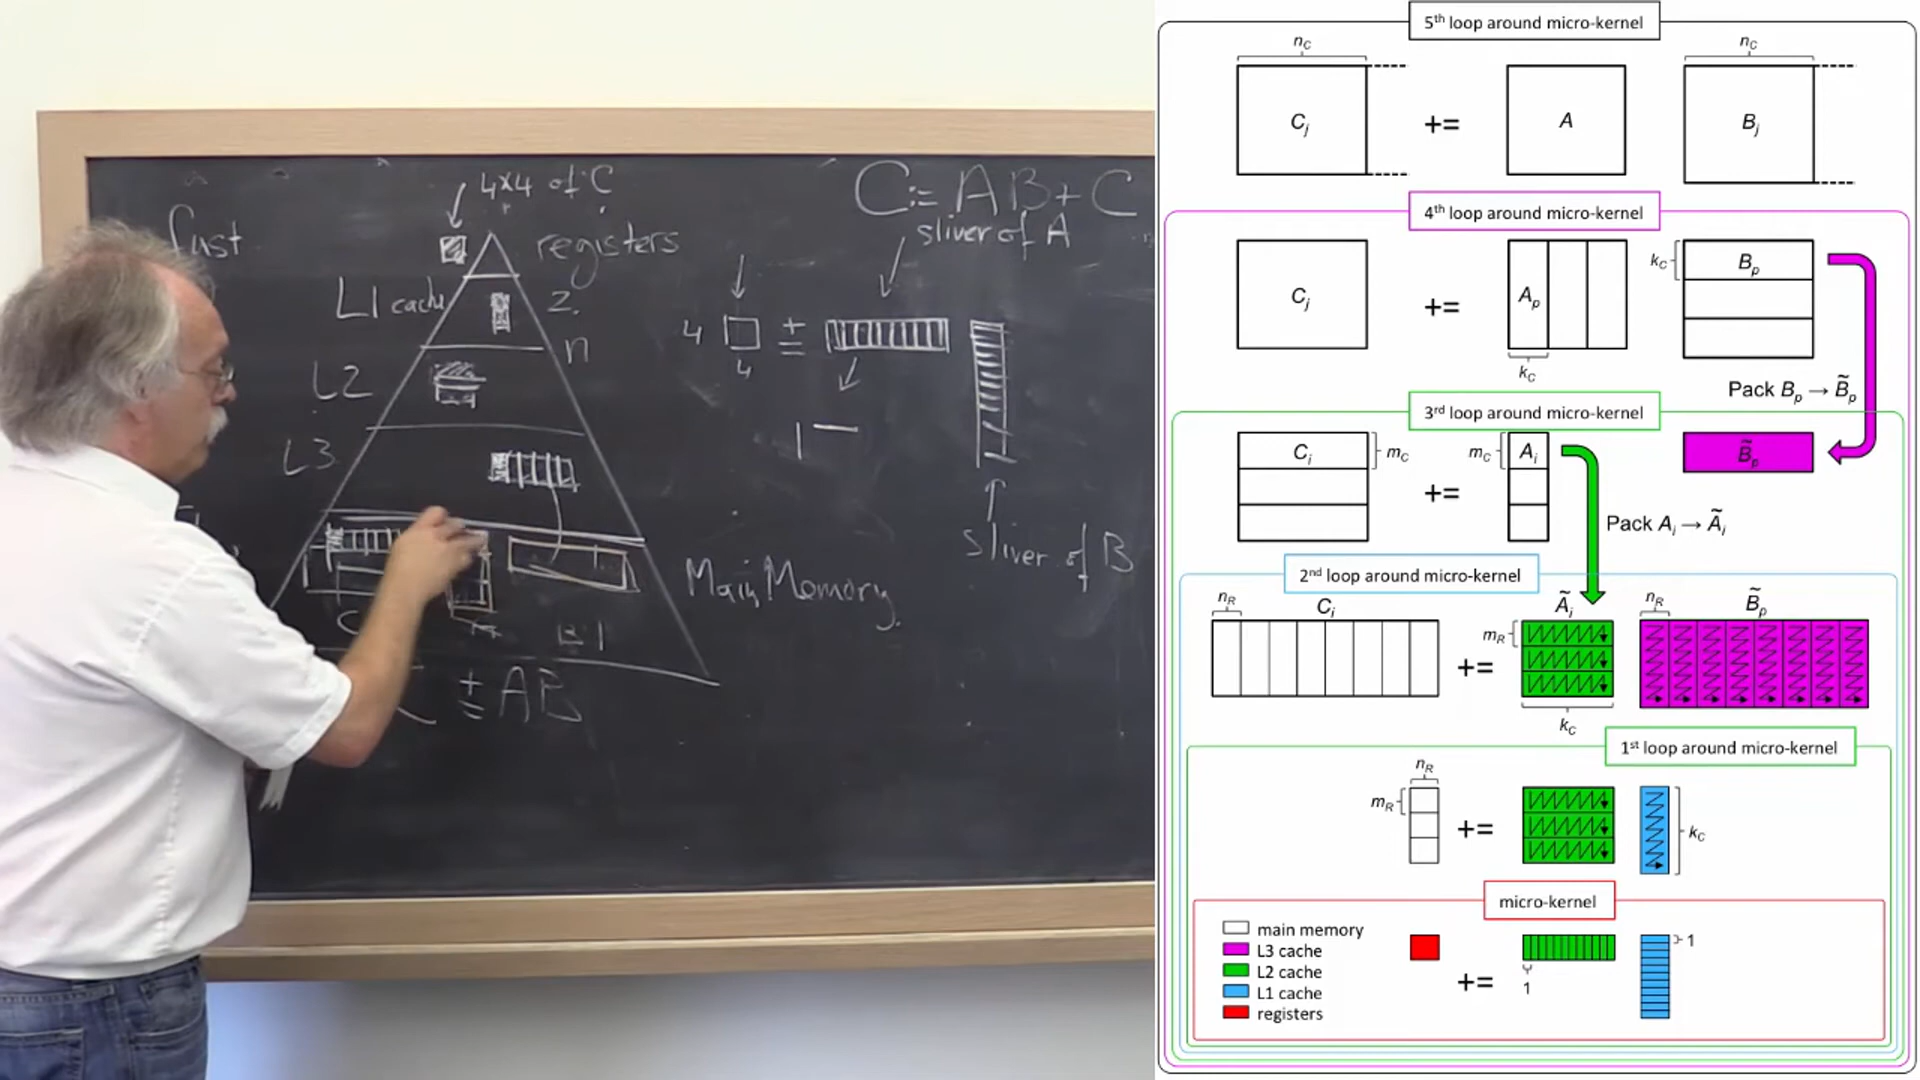 fast
4x4 of C
registers
L1 cache
2.
n
L2
L3
C := AB + C
sliver of A
4
4
±
sliver of B
Main Memory
± AB
5th loop around micro-kernel
nC
nC
Cj
+=
A
Bj
4th loop around micro-kernel
Cj
+=
Ap
kC
Bp
kC
Pack Bp → B̃p
3rd loop around micro-kernel
Ci
mC
+=
mC
Ai
B̃p
Pack Ai → Ãi
2nd loop around micro-kernel
nR
Ci
Ãi
nR
B̃p
mR
+=
kC
1st loop around micro-kernel
nR
mR
+=
kC
micro-kernel
main memory
L3 cache
L2 cache
L1 cache
registers
+=
1
1